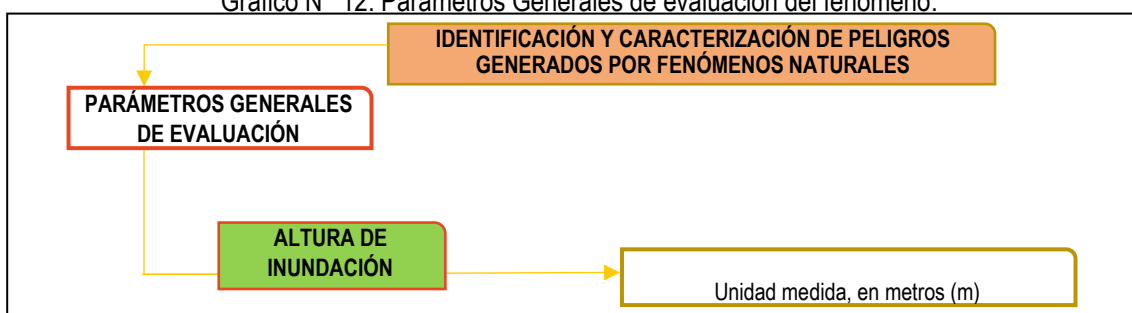 Gráfico N° 12. Parámetros Generales de evaluación del fenómeno.
IDENTIFICACIÓN Y CARACTERIZACIÓN DE PELIGROS
GENERADOS POR FENÓMENOS NATURALES
PARÁMETROS GENERALES
DE EVALUACIÓN
ALTURA DE
INUNDACIÓN
Unidad medida, en metros (m)